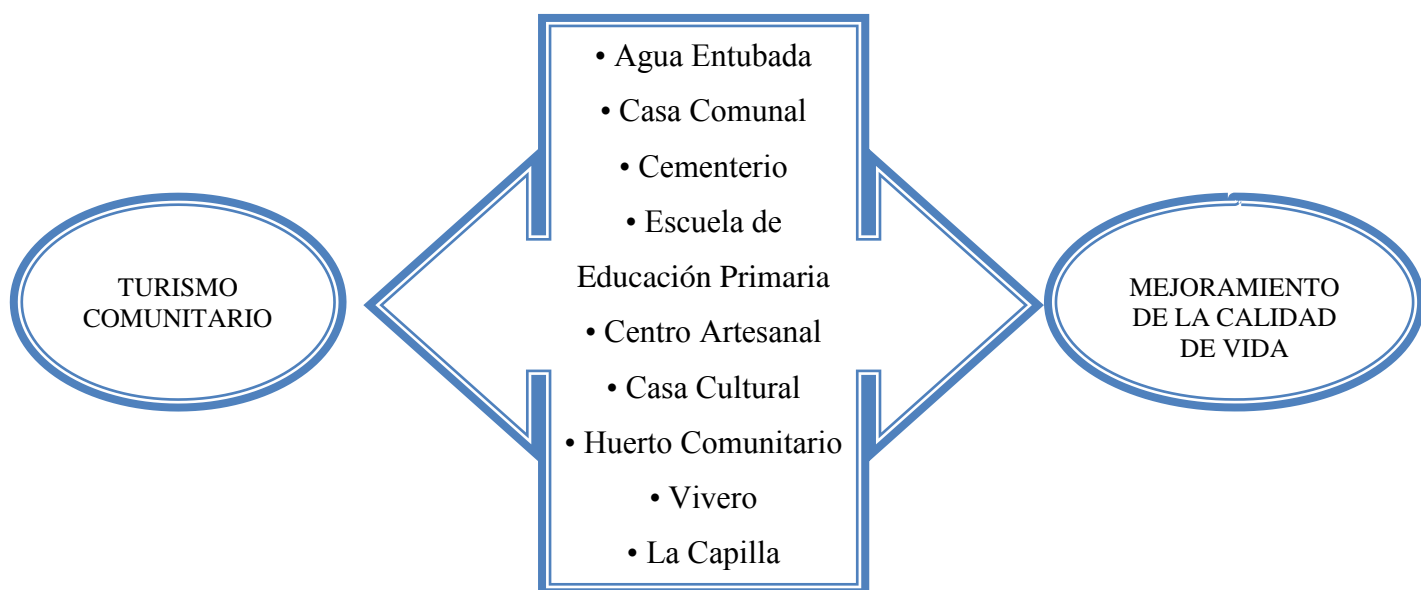 TURISMO
COMUNITARIO
• Agua Entubada
• Casa Comunal
• Cementerio
• Escuela de
Educación Primaria
• Centro Artesanal
• Casa Cultural
• Huerto Comunitario
• Vivero
• La Capilla
MEJORAMIENTO
DE LA CALIDAD
DE VIDA